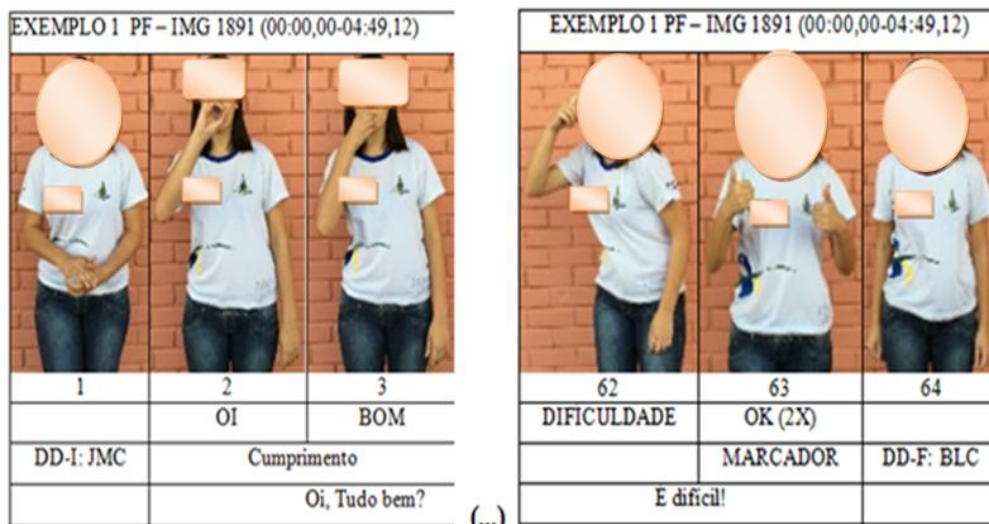 EXEMPLO 1 PF – IMG 1891 (00:00,00-04:49,12)
1 2 3
OI BOM
DD-I: JMC Cumprimento
Oi, Tudo bem?
(...)
EXEMPLO 1 PF – IMG 1891 (00:00,00-04:49,12)
62 63 64
DIFICULDADE OK (2X)
MARCADOR DD-F: BLC
E difícil!